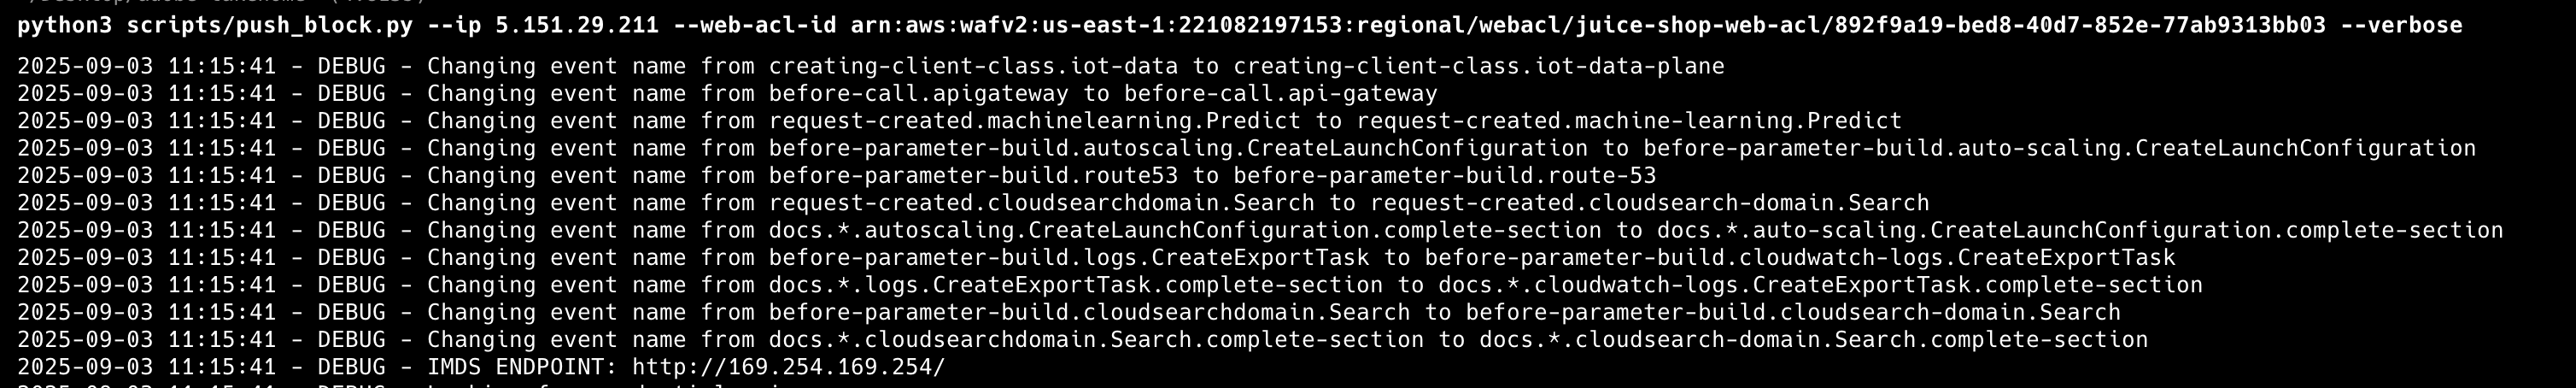 python3 scripts/push_block.py --ip 5.151.29.211 --web-acl-id arn:aws:wafv2:us-east-1:221082197153:regional/webacl/juice-shop-web-acl/892f9a19-bed8-40d7-852e-77ab9313bb03 --verbose
2025-09-03 11:15:41 - DEBUG - Changing event name from creating-client-class.iot-data to creating-client-class.iot-data-plane
2025-09-03 11:15:41 - DEBUG - Changing event name from before-call.apigateway to before-call.api-gateway
2025-09-03 11:15:41 - DEBUG - Changing event name from request-created.machinelearning.Predict to request-created.machine-learning.Predict
2025-09-03 11:15:41 - DEBUG - Changing event name from before-parameter-build.autoscaling.CreateLaunchConfiguration to before-parameter-build.auto-scaling.CreateLaunchConfiguration
2025-09-03 11:15:41 - DEBUG - Changing event name from before-parameter-build.route53 to before-parameter-build.route-53
2025-09-03 11:15:41 - DEBUG - Changing event name from request-created.cloudsearchdomain.Search to request-created.cloudsearch-domain.Search
2025-09-03 11:15:41 - DEBUG - Changing event name from docs.*.autoscaling.CreateLaunchConfiguration.complete-section to docs.*.auto-scaling.CreateLaunchConfiguration.complete-section
2025-09-03 11:15:41 - DEBUG - Changing event name from before-parameter-build.logs.CreateExportTask to before-parameter-build.cloudwatch-logs.CreateExportTask
2025-09-03 11:15:41 - DEBUG - Changing event name from docs.*.logs.CreateExportTask.complete-section to docs.*.cloudwatch-logs.CreateExportTask.complete-section
2025-09-03 11:15:41 - DEBUG - Changing event name from before-parameter-build.cloudsearchdomain.Search to before-parameter-build.cloudsearch-domain.Search
2025-09-03 11:15:41 - DEBUG - Changing event name from docs.*.cloudsearchdomain.Search.complete-section to docs.*.cloudsearch-domain.Search.complete-section
2025-09-03 11:15:41 - DEBUG - IMDS ENDPOINT: http://169.254.169.254/